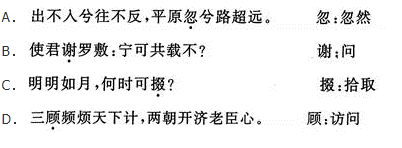 A. 出不入兮往不反,平原忽兮路超远。 忽:忽然
B. 使君谢罗敷:宁可共载不? 谢:问
C. 明明如月,何时可掇? 掇:拾取
D. 三顾频烦天下计,两朝开济老臣心。 顾:访问